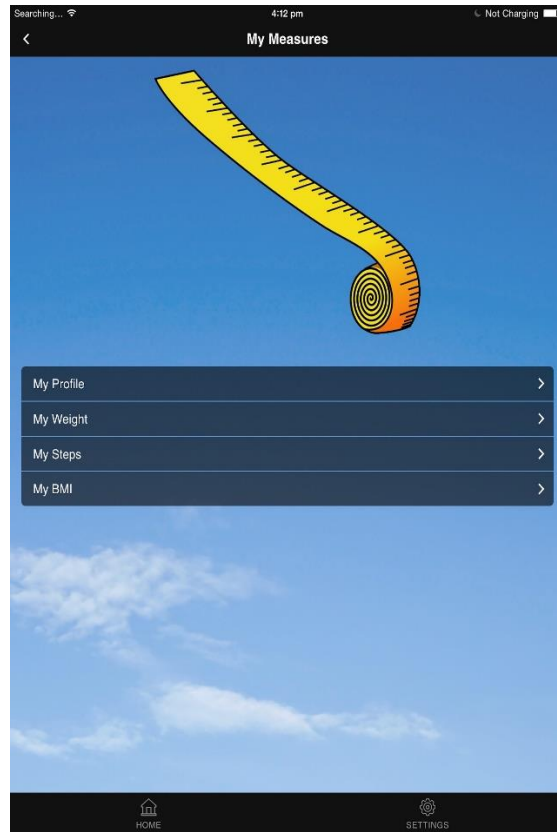 Searching...
4:12 pm
Not Charging
My Measures
My Profile
My Weight
My Steps
My BMI
HOME
SETTINGS